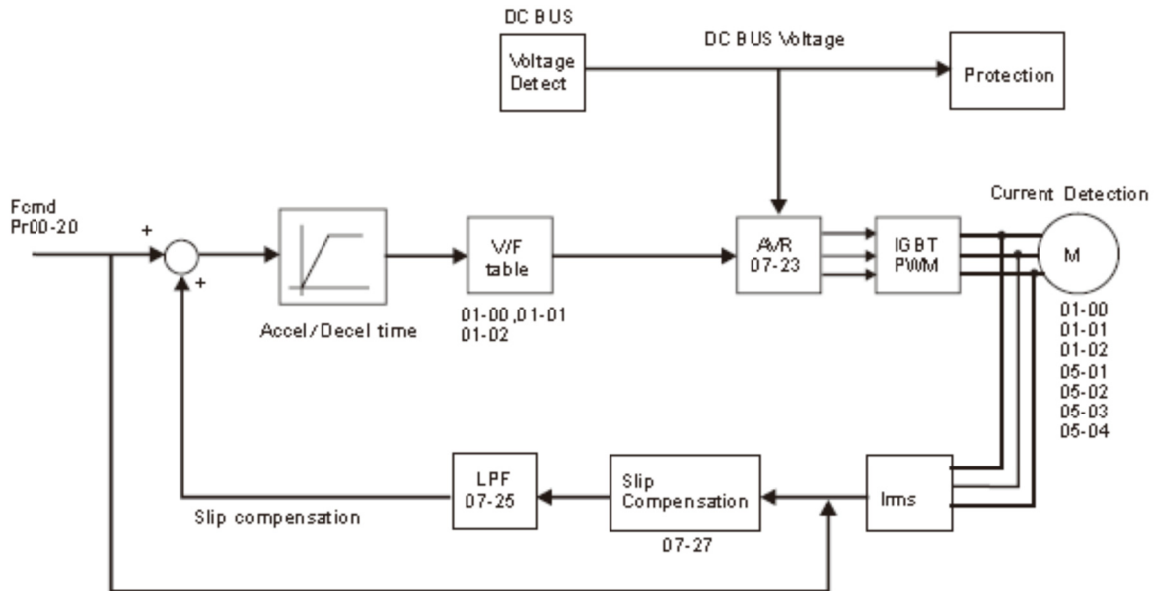 DC BUS
Voltage
Detect
DC BUS Voltage
Protection
Fcmd
Pr00-20
+
+
Accel/Decel time
V/F
table
01-00 ,01-01
01-02
AVR
07-23
IGBT
PWM
Current Detection
M
01-00
01-01
01-02
05-01
05-02
05-03
05-04
Slip compensation
LPF
07-25
Slip
Compensation
07-27
Irms